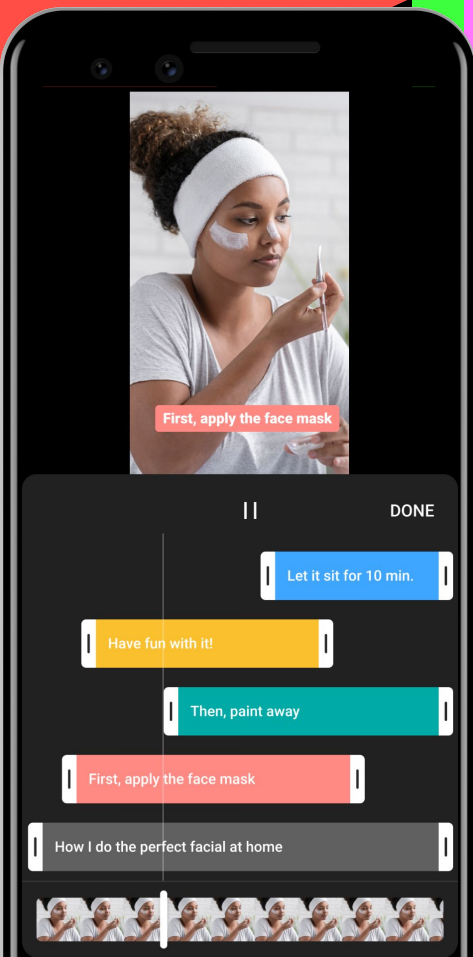 First, apply the face mask
DONE
Let it sit for 10 min.
Have fun with it!
Then, paint away
First, apply the face mask
How I do the perfect facial at home